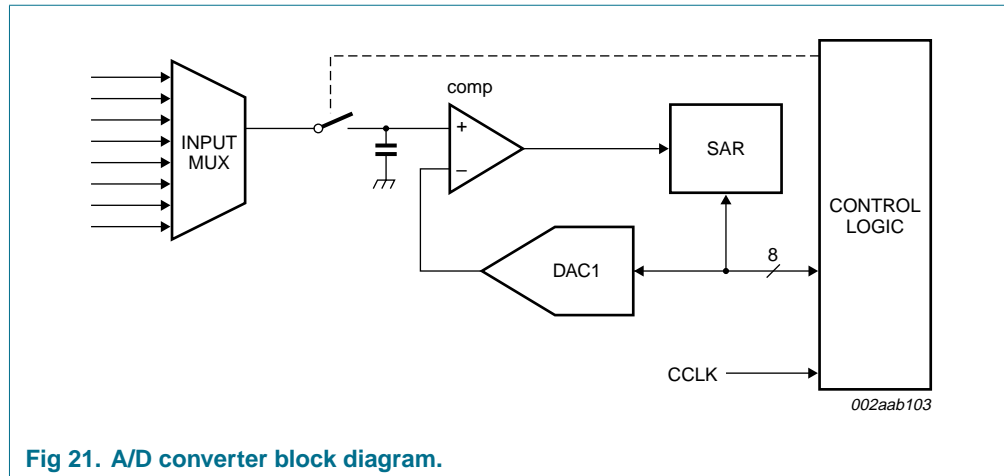 comp
+
−
INPUT
MUX
SAR
CONTROL
LOGIC
DAC1
8
CCLK
002aab103
Fig 21. A/D converter block diagram.